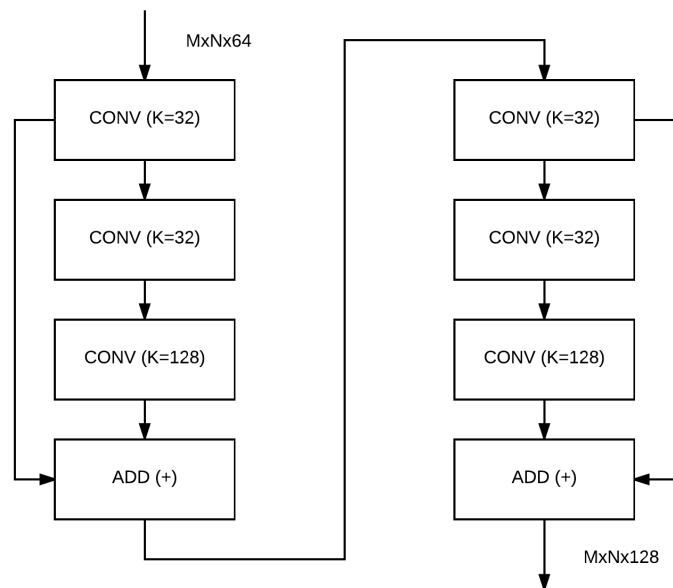 MxNx64
CONV (K=32)
CONV (K=32)
CONV (K=128)
ADD (+)
CONV (K=32)
CONV (K=32)
CONV (K=128)
ADD (+)
MxNx128